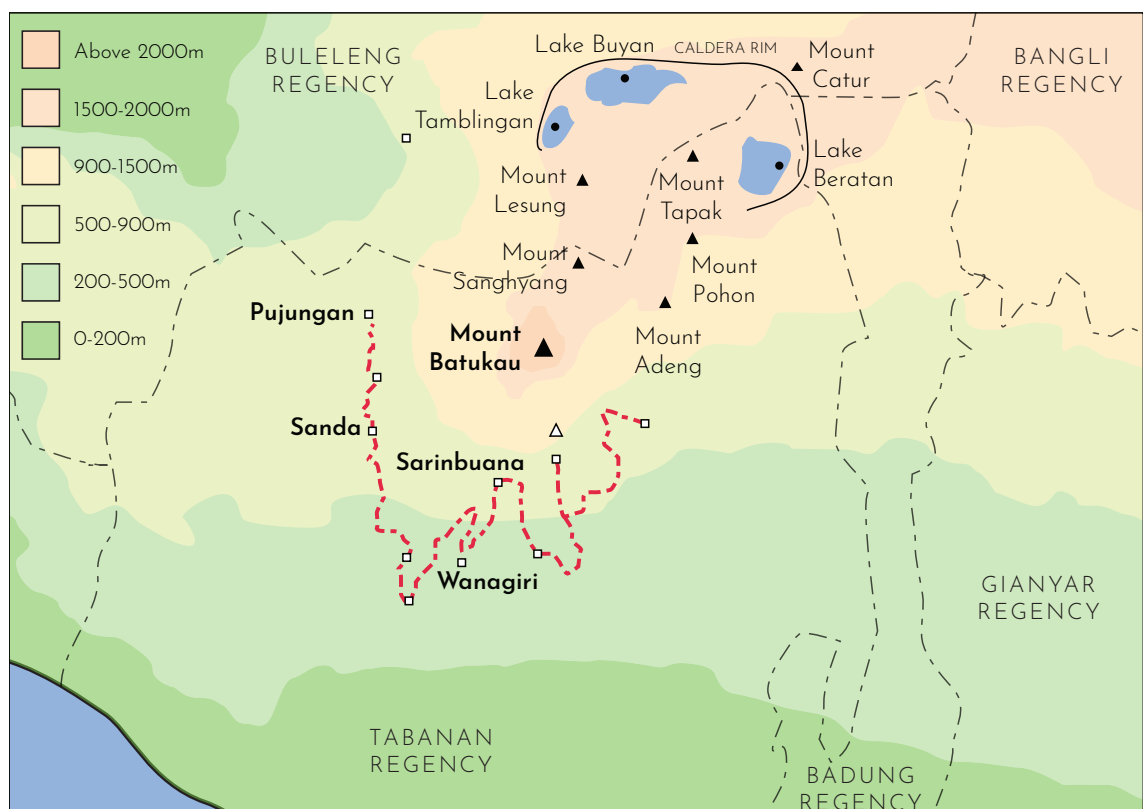 Above 2000m
1500-2000m
900-1500m
500-900m
200-500m
0-200m
BULELENG
REGENCY
Lake Buyan
CALDERA RIM
Mount
Catur
BANGLI
REGENCY
Lake
Tamblingan
Mount
Lesung
Mount
Tapak
Lake
Beratan
Mount
Sanghyang
Mount
Pohon
Pujungan
Mount
Batukau
Mount
Adeng
Sanda
Sarinbuana
Wanagiri
GIANYAR
REGENCY
TABANAN
REGENCY
BADUNG
REGENCY